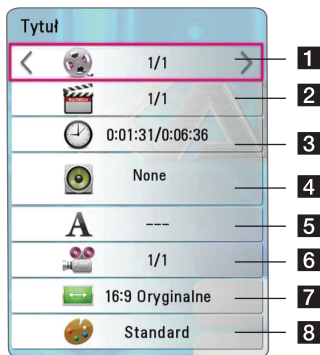 Tytuł
1/1 1
1/1 2
0:01:31/0:06:36 3
None 4
A --- 5
1/1 6
16:9 Oryginalne 7
Standard 8